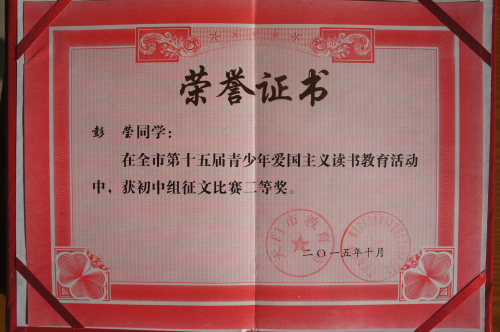 荣誉证书
彭 莹同学:
在全市第十五届青少年爱国主义读书教育活动
中，获初中组征文比赛二等奖。
二〇一五年十月